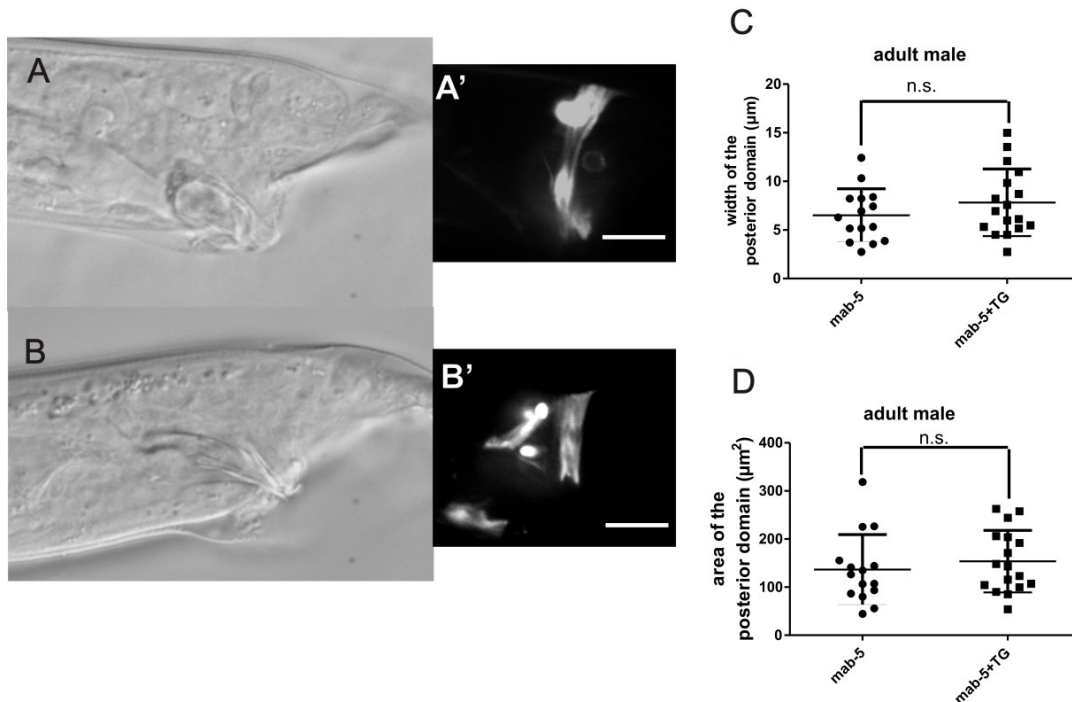 A
A'
B
B'
C
adult male
n.s.
20
15
10
5
0
width of the
posterior domain (µm)
mab-5
mab-5+TG
D
adult male
n.s.
400
300
200
100
0
area of the
posterior domain (µm²)
mab-5
mab-5+TG